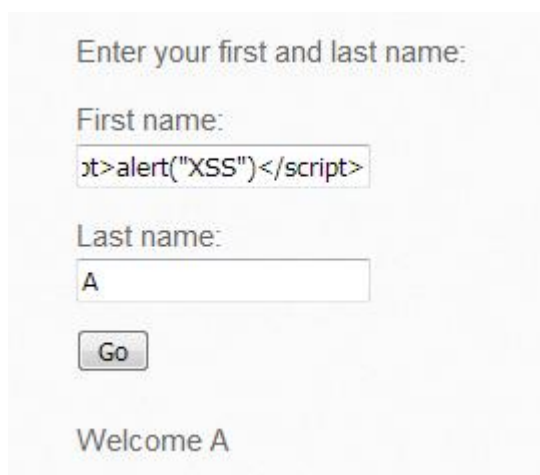 Enter your first and last name:
First name:
pt>alert("XSS")</script>
Last name:
A
Go
Welcome A